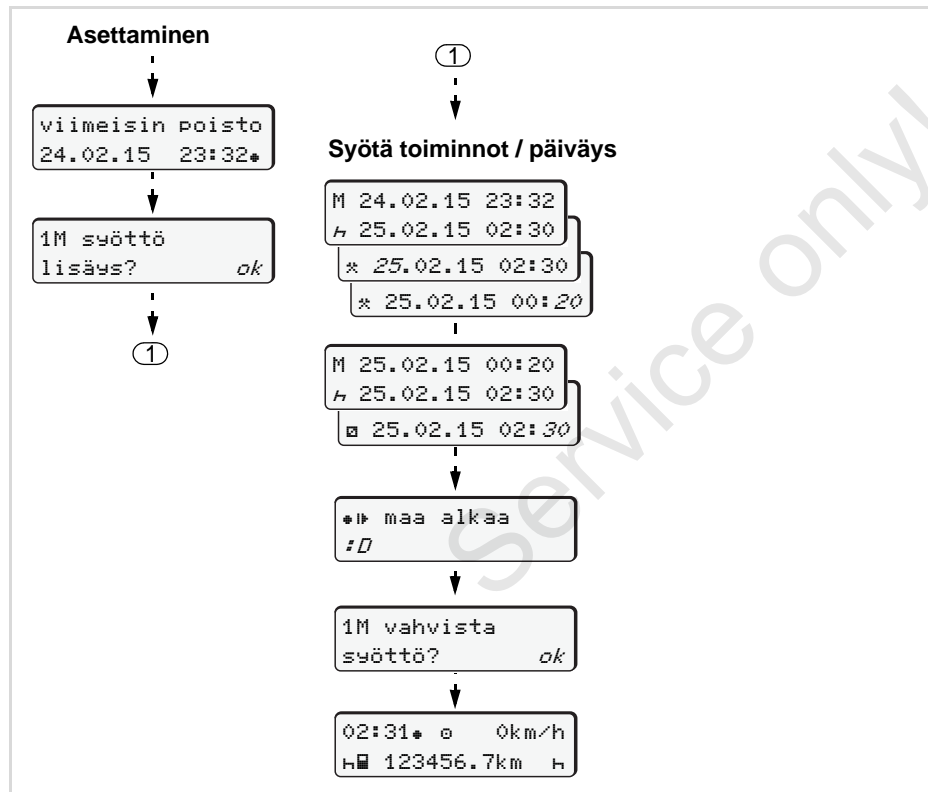 Asettaminen
viimeisin poisto
24.02.15 23:32
1M syöttö
lisäys? ok
1
1
Syötä toiminnot / päiväys
M 24.02.15 23:32
25.02.15 02:30
25.02.15 02:30
25.02.15 00:20
M 25.02.15 00:20
25.02.15 02:30
25.02.15 02:30
maa alkaa
:D
1M vahvista
syöttö? ok
02:31 0km/h
123456.7km
Service only!